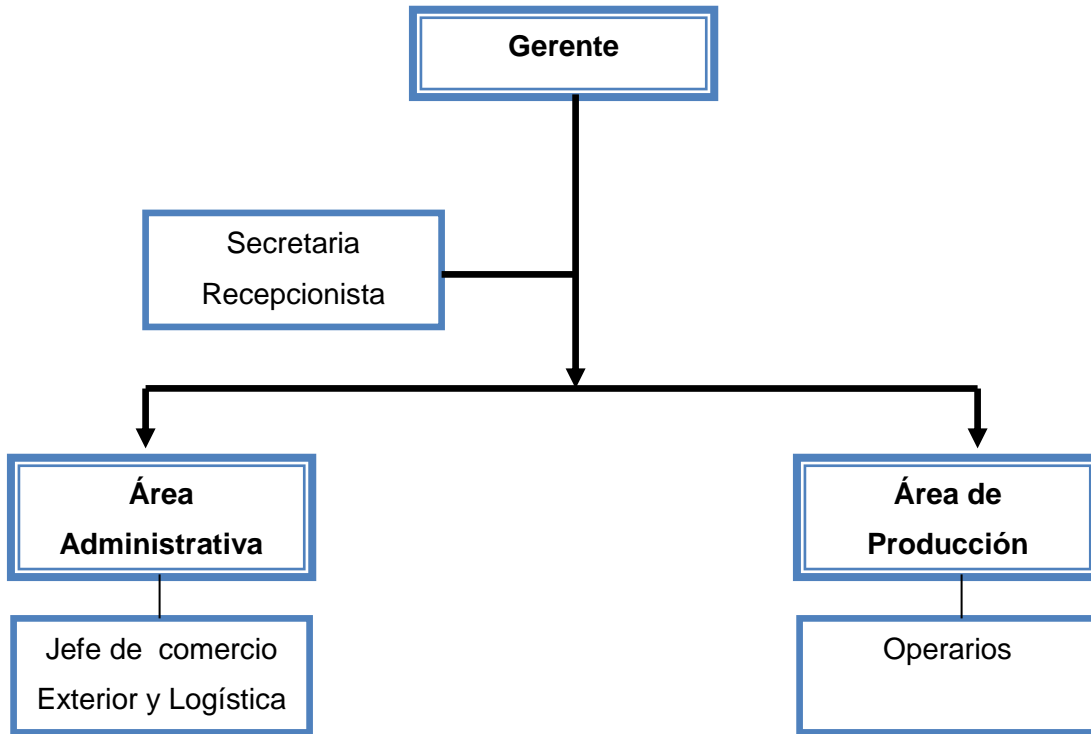 Gerente
Secretaria
Recepcionista
Área
Administrativa
Área de
Producción
Jefe de comercio
Exterior y Logística
Operarios